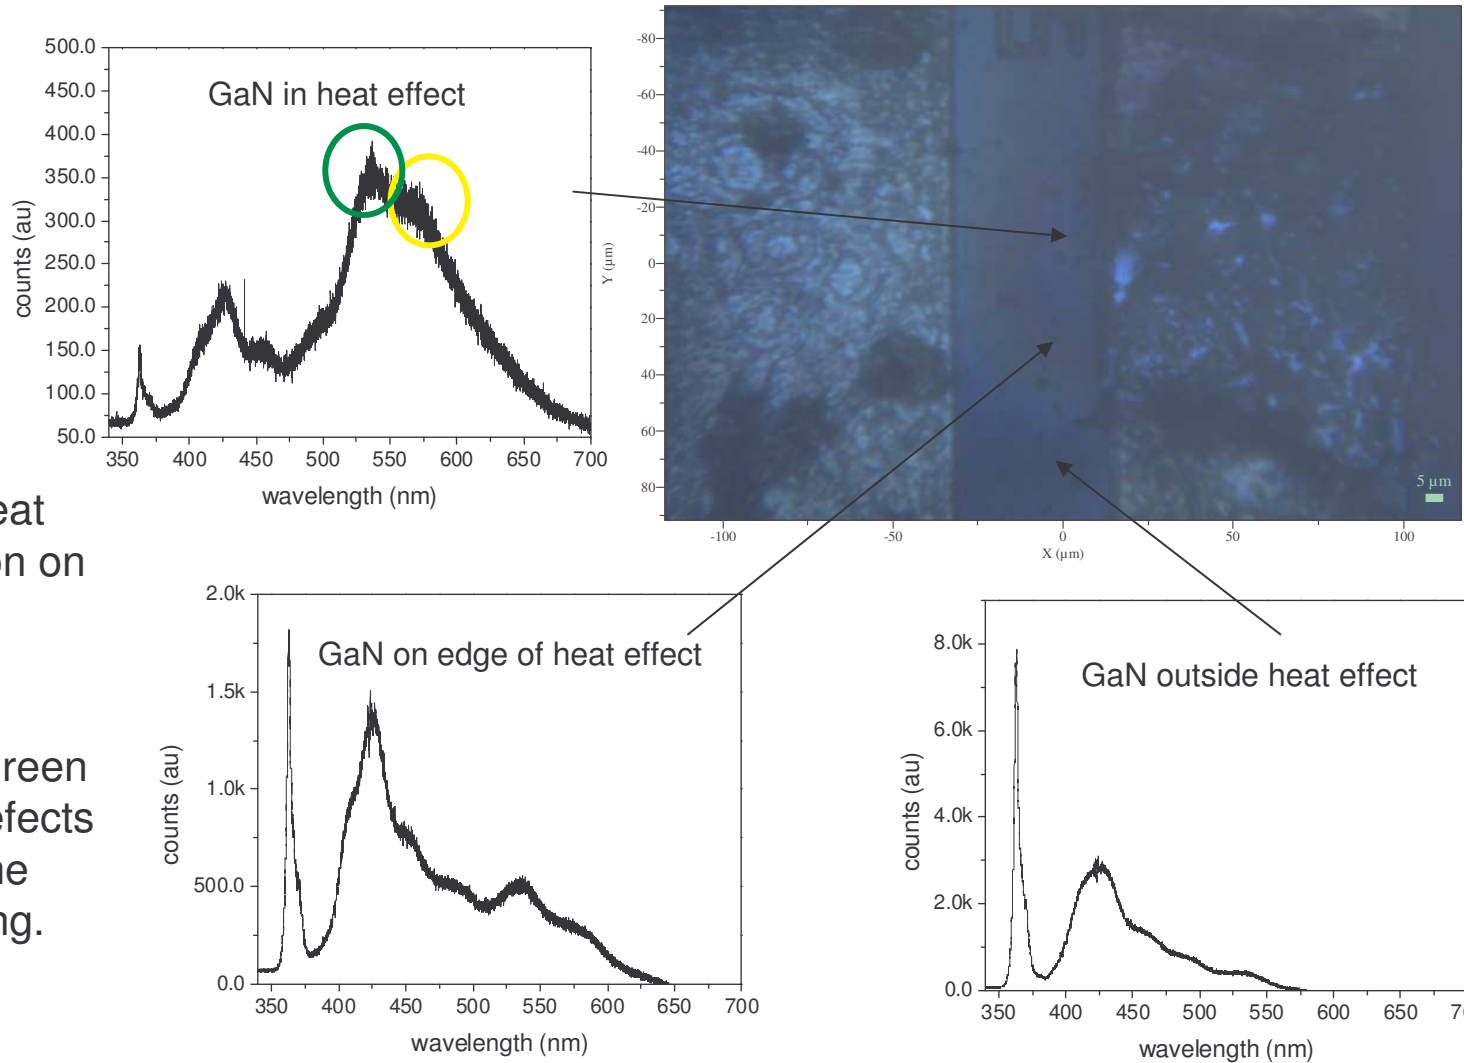 GaN in heat effect
500.0
450.0
400.0
350.0
300.0
250.0
200.0
150.0
100.0
50.0
counts (au)
350 400 450 500 550 600 650 700
wavelength (nm)
-80
-60
-40
-20
0
20
40
60
80
Y (µm)
5 µm
-100 -50 0 50 100
X (µm)
eat
on on
reen
efects
ne
ng.
GaN on edge of heat effect
2.0k
1.5k
1.0k
500.0
0.0
counts (au)
350 400 450 500 550 600 650 700
wavelength (nm)
GaN outside heat effect
8.0k
6.0k
4.0k
2.0k
0.0
counts (au)
350 400 450 500 550 600 650 70
wavelength (nm)